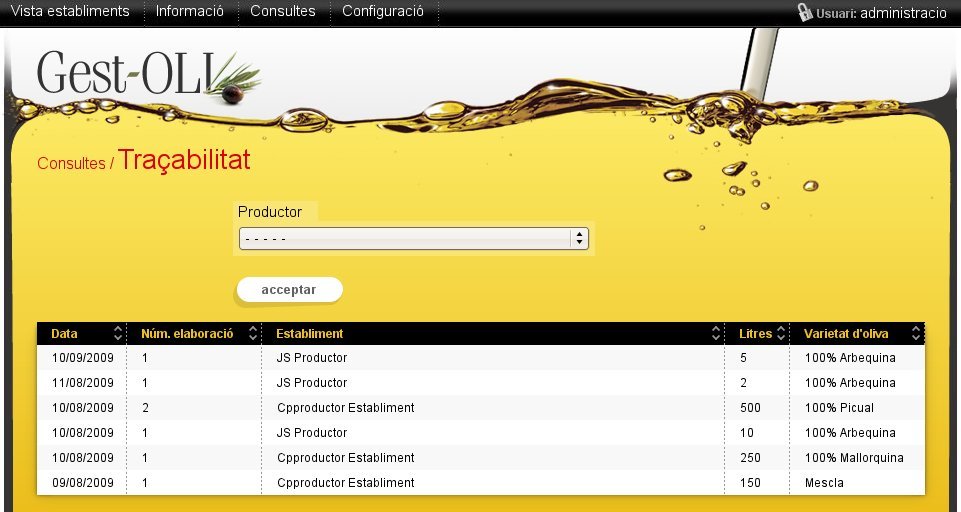 Vista establiments Informació Consultes Configuració Usuari: administracio
Gest-OLI
Consultes / Traçabilitat
Productor
- - - - -
acceptar
Data Núm. elaboració Establiment Litres Varietat d'oliva
10/09/2009 1 JS Productor 5 100% Arbequina
11/08/2009 1 JS Productor 2 100% Arbequina
10/08/2009 2 Cpproductor Establiment 500 100% Picual
10/08/2009 1 JS Productor 10 100% Arbequina
10/08/2009 1 Cpproductor Establiment 250 100% Mallorquina
09/08/2009 1 Cpproductor Establiment 150 Mescla